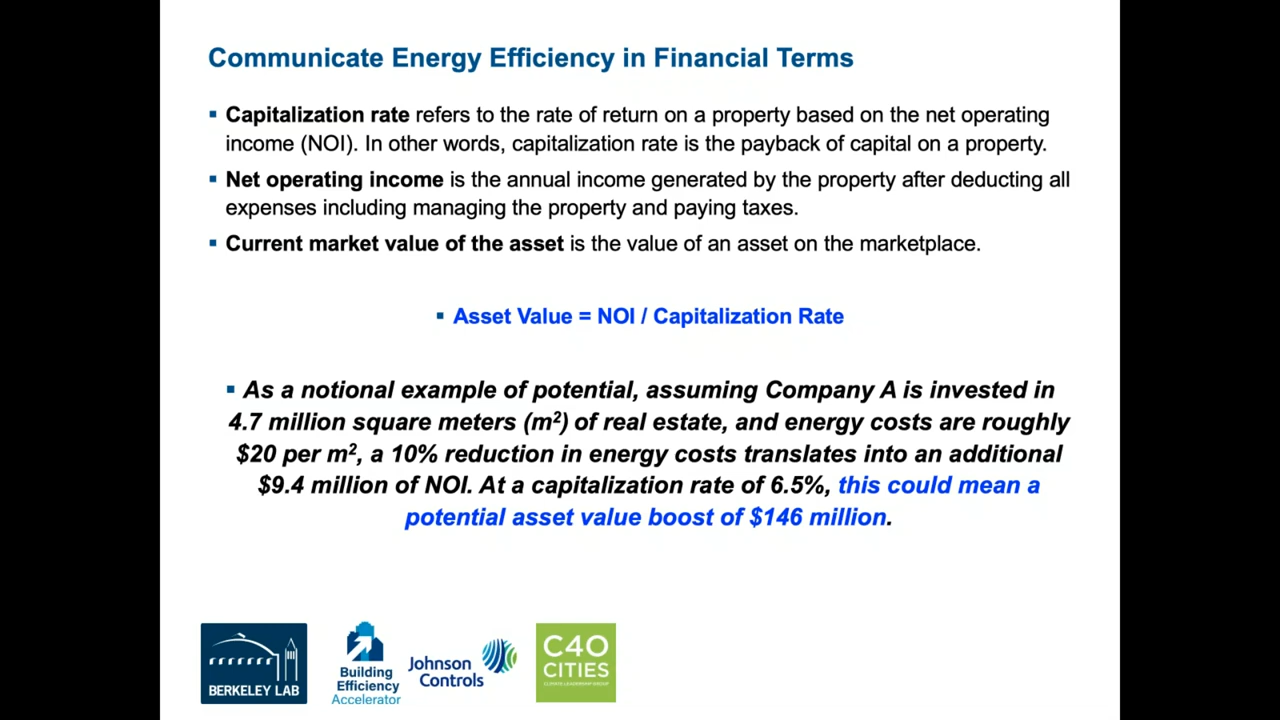 Communicate Energy Efficiency in Financial Terms
▪ Capitalization rate refers to the rate of return on a property based on the net operating
income (NOI). In other words, capitalization rate is the payback of capital on a property.
▪ Net operating income is the annual income generated by the property after deducting all
expenses including managing the property and paying taxes.
▪ Current market value of the asset is the value of an asset on the marketplace.
▪ Asset Value = NOI / Capitalization Rate
▪ As a notional example of potential, assuming Company A is invested in
4.7 million square meters (m²) of real estate, and energy costs are roughly
$20 per m², a 10% reduction in energy costs translates into an additional
$9.4 million of NOI. At a capitalization rate of 6.5%, this could mean a
potential asset value boost of $146 million.
BERKELEY LAB
Building
Efficiency
Accelerator
Johnson
Controls
C40
CITIES
CLIMATE LEADERSHIP GROUP